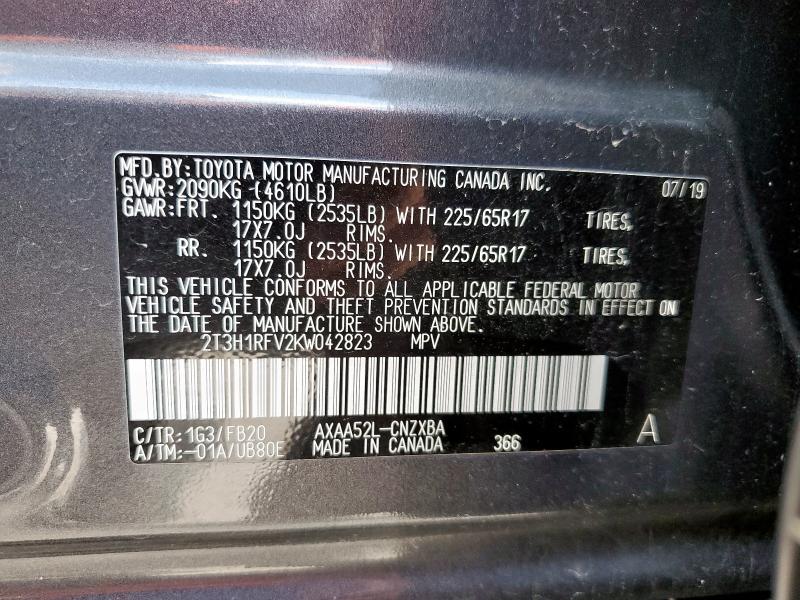 MFD.BY:TOYOTA MOTOR MANUFACTURING CANADA INC. 07/19
GVWR:2090KG (4610LB)
GAWR:FRT. 1150KG (2535LB) WITH 225/65R17 TIRES,
17X7.0J RIMS.
RR. 1150KG (2535LB) WITH 225/65R17 TIRES,
17X7.0J RIMS.
THIS VEHICLE CONFORMS TO ALL APPLICABLE FEDERAL MOTOR
VEHICLE SAFETY AND THEFT PREVENTION STANDARDS IN EFFECT ON
THE DATE OF MANUFACTURE SHOWN ABOVE.
2T3H1RFV2KW042823 MPV
C/TR:1G3/FB20 AXAA52L-CNZXBA
A/TM:-01A/UB80E MADE IN CANADA 366 A